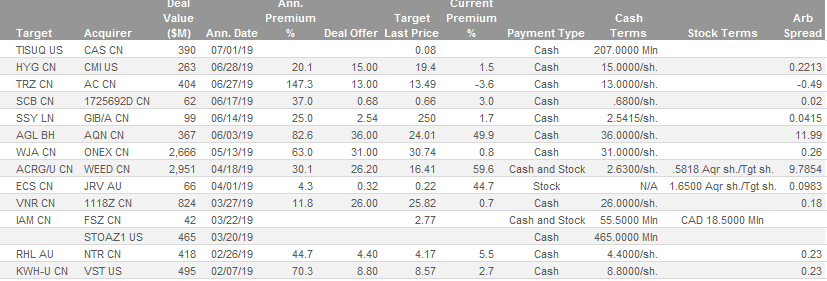 Deal Ann. Current
Value Premium Target Premium Cash Arb
Target Acquirer ($M) Ann. Date % Deal Offer Last Price % Payment Type Terms Stock Terms Spread
TISUQ US CAS CN 390 07/01/19 0.08 Cash 207.0000 Mln
HYG CN CMI US 263 06/28/19 20.1 15.00 19.4 1.5 Cash 15.0000/sh. 0.2213
TRZ CN AC CN 404 06/27/19 147.3 13.00 13.49 -3.6 Cash 13.0000/sh. -0.49
SCB CN 1725692D CN 62 06/17/19 37.0 0.68 0.66 3.0 Cash .6800/sh. 0.02
SSY LN GIB/A CN 99 06/14/19 25.0 2.54 250 1.7 Cash 2.5415/sh. 0.0415
AGL BH AQN CN 367 06/03/19 82.6 36.00 24.01 49.9 Cash 36.0000/sh. 11.99
WJA CN ONEX CN 2,666 05/13/19 63.0 31.00 30.74 0.8 Cash 31.0000/sh. 0.26
ACRG/U CN WEED CN 2,951 04/18/19 30.1 26.20 16.41 59.6 Cash and Stock 2.6300/sh. .5818 Aqr sh./Tgt sh. 9.7854
ECS CN JRV AU 66 04/01/19 4.3 0.32 0.22 44.7 Stock N/A 1.6500 Aqr sh./Tgt sh. 0.0983
VNR CN 1118Z CN 824 03/27/19 11.8 26.00 25.82 0.7 Cash 26.0000/sh. 0.18
IAM CN FSZ CN 42 03/22/19 2.77 Cash and Stock 55.5000 Mln CAD 18.5000 Mln
STOAZ1 US 465 03/20/19 Cash 465.0000 Mln
RHL AU NTR CN 418 02/26/19 44.7 4.40 4.17 5.5 Cash 4.4000/sh. 0.23
KWH-U CN VST US 495 02/07/19 70.3 8.80 8.57 2.7 Cash 8.8000/sh. 0.23